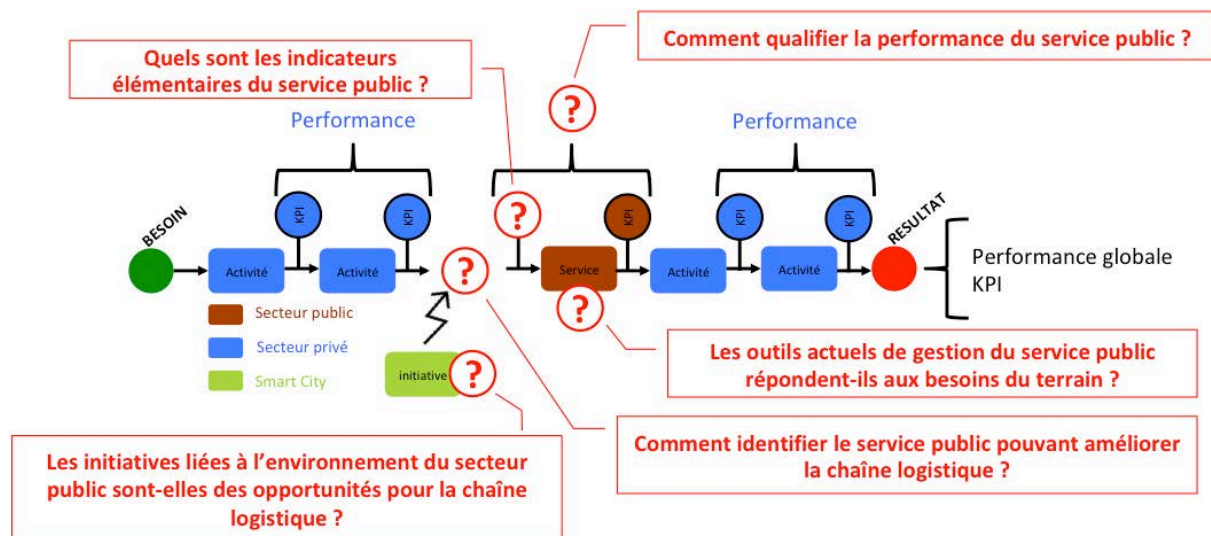 Quels sont les indicateurs
élémentaires du service public ?
Comment qualifier la performance du service public ?
?
Performance
Performance
KPI
KPI
?
KPI
KPI
KPI
BESOIN
RESULTAT
Activité
Activité
?
Service
Activité
Activité
Performance globale
KPI
?
Secteur public
Secteur privé
Smart City
initiative
?
Les outils actuels de gestion du service public
répondent-ils aux besoins du terrain ?
Comment identifier le service public pouvant améliorer
la chaîne logistique ?
Les initiatives liées à l’environnement du secteur
public sont-elles des opportunités pour la chaîne
logistique ?